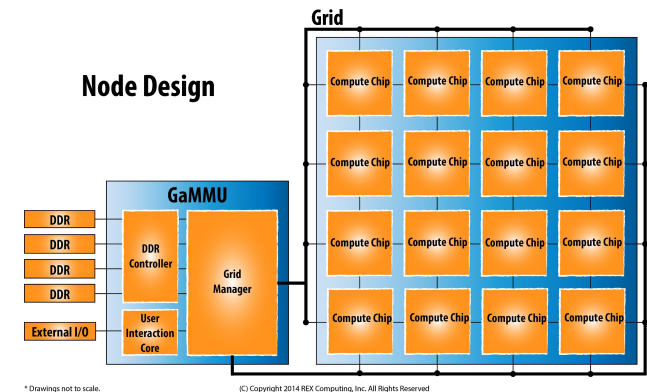 Grid
Node Design
Compute Chip Compute Chip Compute Chip Compute Chip
Compute Chip Compute Chip Compute Chip Compute Chip
GaMMU
DDR
DDR
DDR
DDR
DDR
Controller
Grid
Manager
Compute Chip Compute Chip Compute Chip Compute Chip
External I/O
User
Interaction
Core
Compute Chip Compute Chip Compute Chip Compute Chip
* Drawings not to scale.
(C) Copyright 2014 REX Computing, Inc. All Rights Reserved